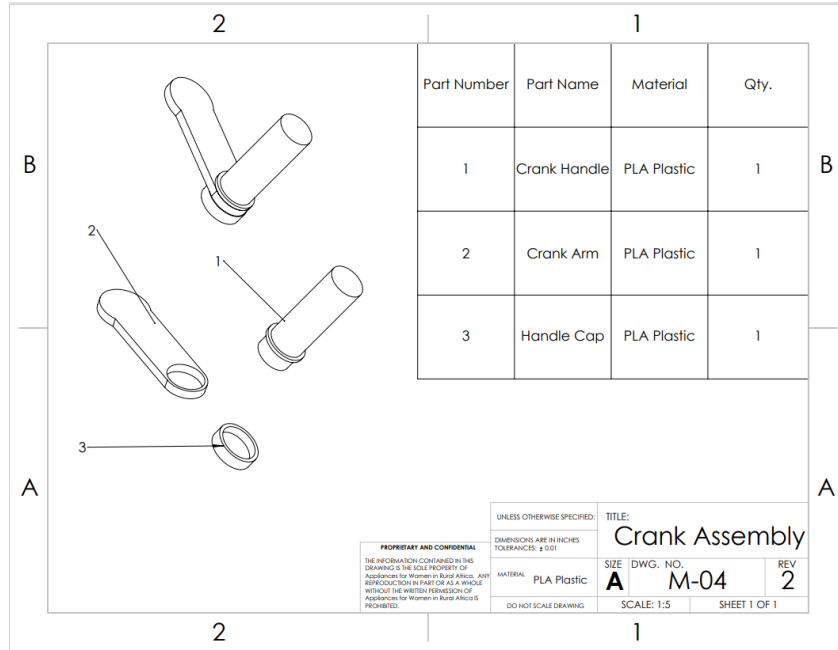 2 1
B B
A A
2 1
Part Number Part Name Material Qty.
1 Crank Handle PLA Plastic 1
2 Crank Arm PLA Plastic 1
3 Handle Cap PLA Plastic 1
2
1
3
PROPRIETARY AND CONFIDENTIAL
THE INFORMATION CONTAINED IN THIS
DRAWING IS THE SOLE PROPERTY OF
Appliances for Women in Rural Africa. ANY
REPRODUCTION IN PART OR AS A WHOLE
WITHOUT THE WRITTEN PERMISSION OF
Appliances for Women in Rural Africa IS
PROHIBITED.
UNLESS OTHERWISE SPECIFIED:
DIMENSIONS ARE IN INCHES
TOLERANCES: ± 0.01
MATERIAL PLA Plastic
DO NOT SCALE DRAWING
TITLE:
Crank Assembly
SIZE DWG. NO. REV
A M-04 2
SCALE: 1:5 SHEET 1 OF 1